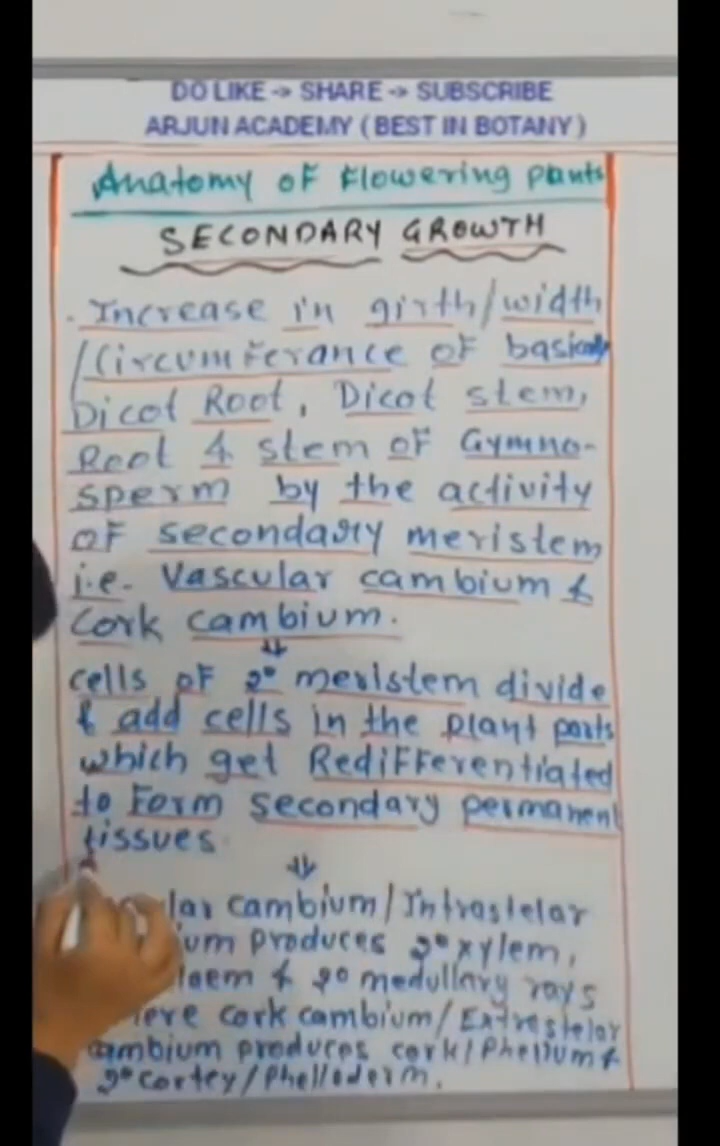 DO LIKE → SHARE → SUBSCRIBE
ARJUN ACADEMY ( BEST IN BOTANY )
Anatomy of Flowering plants
SECONDARY GROWTH
. Increase in girth/width
/Circumferance of basically
Dicot Root, Dicot stem,
Root & stem of Gymno-
sperm by the activity
of secondary meristem
i.e. Vascular cambium &
Cork cambium.
↓
cells of 2° meristem divide
& add cells in the plant parts
which get Redifferentiated
to Form secondary permanent
tissues.
↓
lar cambium/Intrastelar
ium produces 2° xylem,
loem & 2° medullary rays
here cork cambium/Extrastelar
cambium produces cork/Phellum &
2° cortex/Phelloderm.